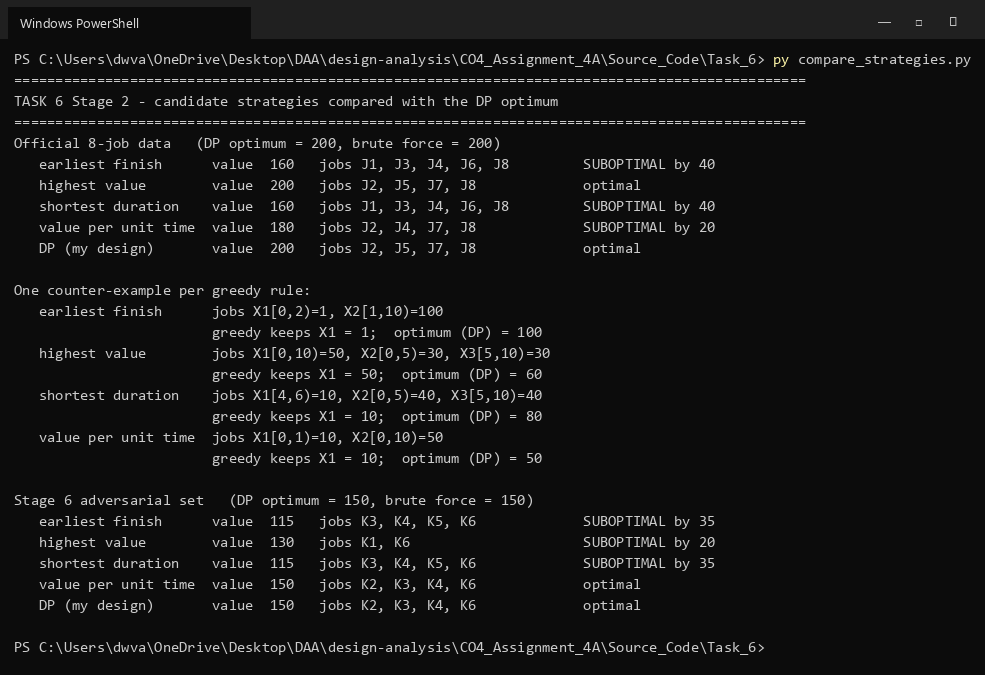 Windows PowerShell
PS C:\Users\dwva\OneDrive\Desktop\DAA\design-analysis\CO4_Assignment_4A\Source_Code\Task_6> py compare_strategies.py
================================================================================================
TASK 6 Stage 2 - candidate strategies compared with the DP optimum
================================================================================================
Official 8-job data   (DP optimum = 200, brute force = 200)
   earliest finish      value  160   jobs J1, J3, J4, J6, J8         SUBOPTIMAL by 40
   highest value        value  200   jobs J2, J5, J7, J8             optimal
   shortest duration    value  160   jobs J1, J3, J4, J6, J8         SUBOPTIMAL by 40
   value per unit time  value  180   jobs J2, J4, J7, J8             SUBOPTIMAL by 20
   DP (my design)       value  200   jobs J2, J5, J7, J8             optimal
One counter-example per greedy rule:
   earliest finish      jobs X1[0,2)=1, X2[1,10)=100
                        greedy keeps X1 = 1;  optimum (DP) = 100
   highest value        jobs X1[0,10)=50, X2[0,5)=30, X3[5,10)=30
                        greedy keeps X1 = 50;  optimum (DP) = 60
   shortest duration    jobs X1[4,6)=10, X2[0,5)=40, X3[5,10)=40
                        greedy keeps X1 = 10;  optimum (DP) = 80
   value per unit time  jobs X1[0,1)=10, X2[0,10)=50
                        greedy keeps X1 = 10;  optimum (DP) = 50
Stage 6 adversarial set   (DP optimum = 150, brute force = 150)
   earliest finish      value  115   jobs K3, K4, K5, K6             SUBOPTIMAL by 35
   highest value        value  130   jobs K1, K6                     SUBOPTIMAL by 20
   shortest duration    value  115   jobs K3, K4, K5, K6             SUBOPTIMAL by 35
   value per unit time  value  150   jobs K2, K3, K4, K6             optimal
   DP (my design)       value  150   jobs K2, K3, K4, K6             optimal
PS C:\Users\dwva\OneDrive\Desktop\DAA\design-analysis\CO4_Assignment_4A\Source_Code\Task_6>